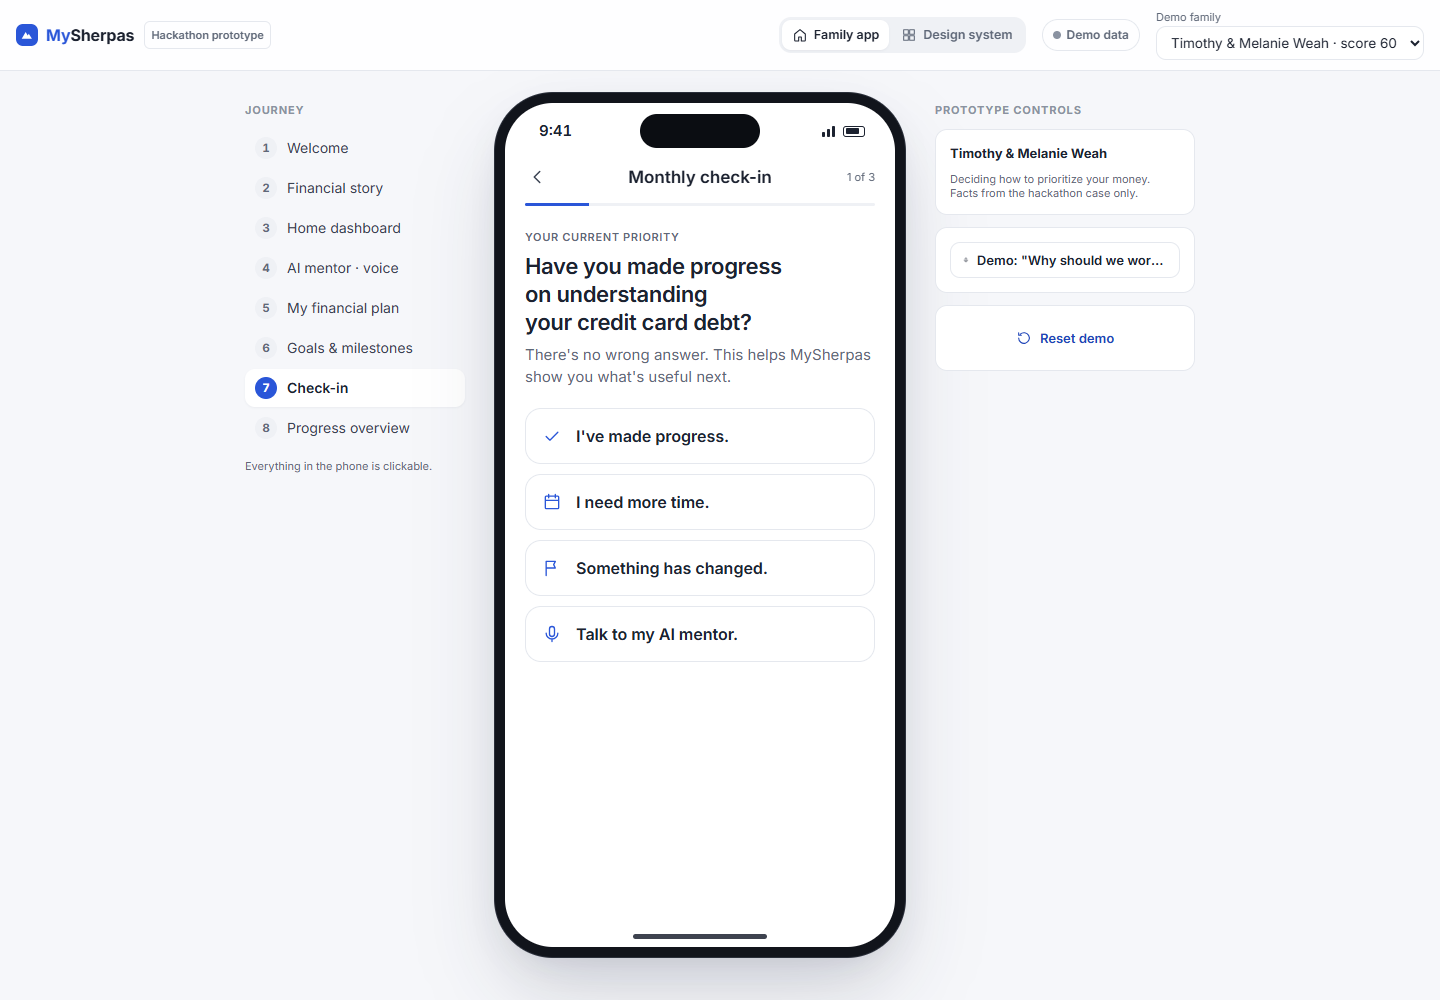 MySherpas
Hackathon prototype
Family app
Design system
Demo data
Demo family
Timothy & Melanie Weah · score 60
JOURNEY
1 Welcome
2 Financial story
3 Home dashboard
4 AI mentor · voice
5 My financial plan
6 Goals & milestones
7 Check-in
8 Progress overview
Everything in the phone is clickable.
9:41
Monthly check-in
1 of 3
YOUR CURRENT PRIORITY
Have you made progress
on understanding
your credit card debt?
There's no wrong answer. This helps MySherpas
show you what's useful next.
I've made progress.
I need more time.
Something has changed.
Talk to my AI mentor.
PROTOTYPE CONTROLS
Timothy & Melanie Weah
Deciding how to prioritize your money.
Facts from the hackathon case only.
Demo: "Why should we wor...
Reset demo